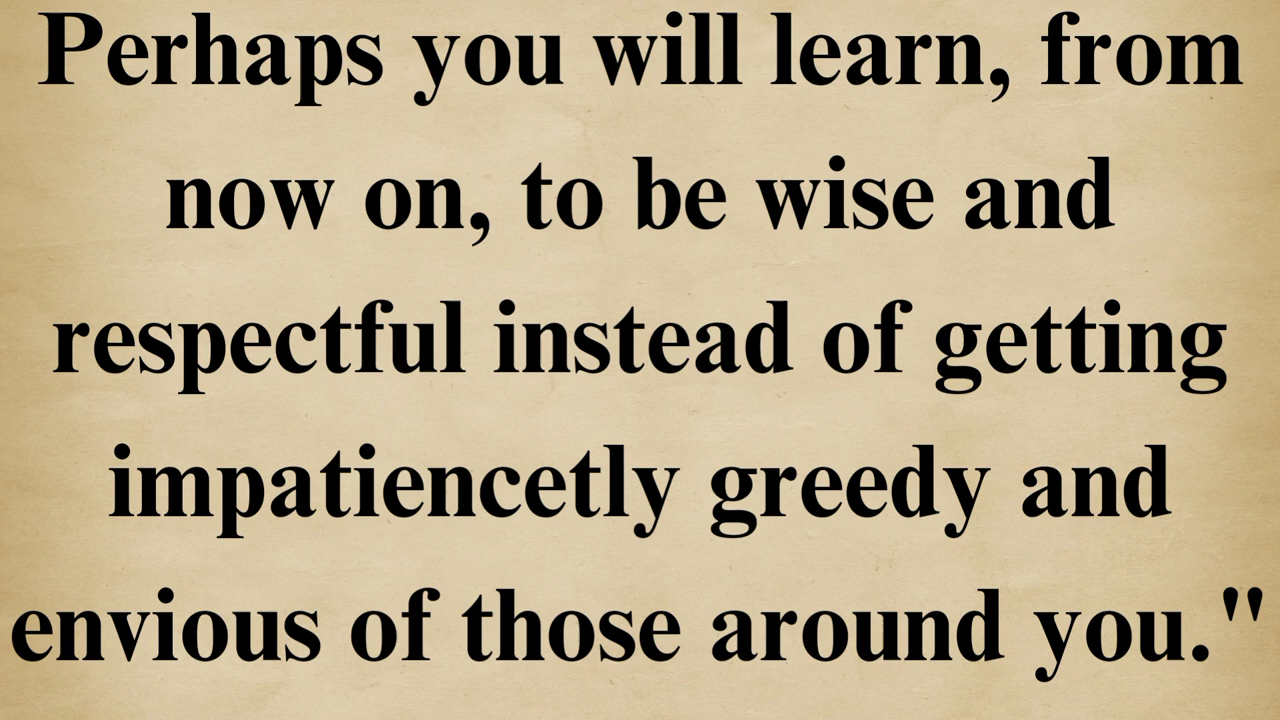 Perhaps you will learn, from
now on, to be wise and
respectful instead of getting
impatiencetly greedy and
envious of those around you."